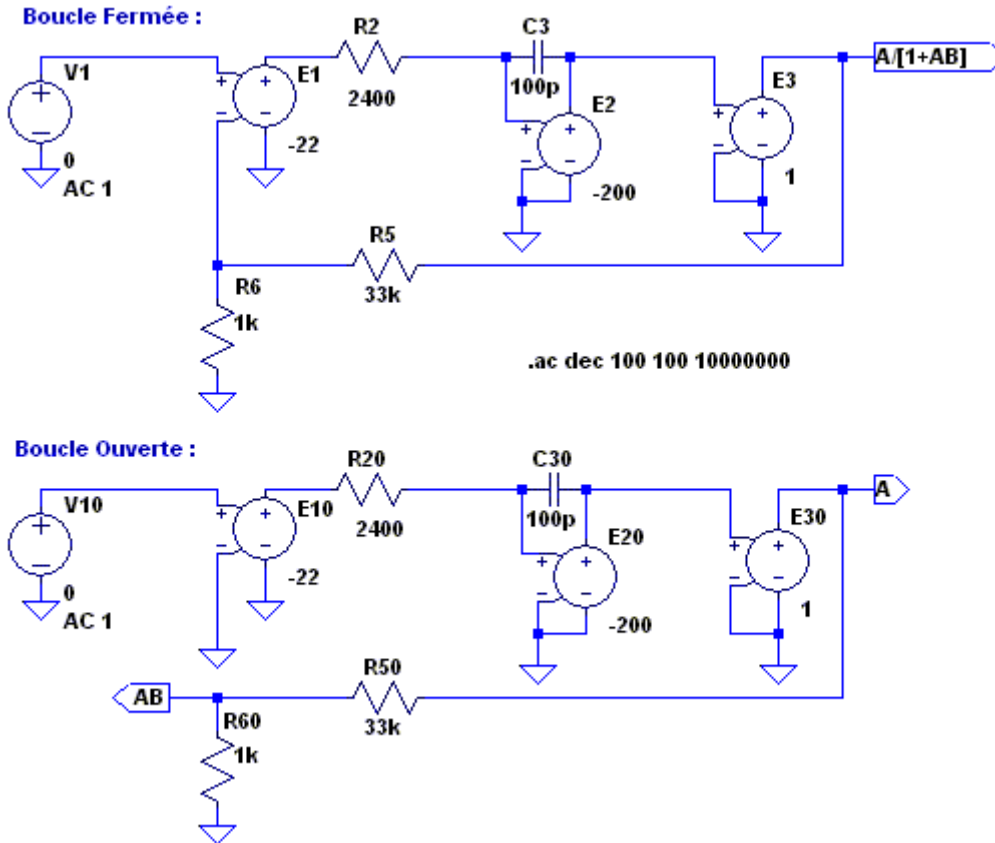 Boucle Fermée :
V1
0
AC 1
E1
-22
R2
2400
C3
100p
E2
-200
E3
1
A/[1+AB]
R5
33k
R6
1k
.ac dec 100 100 10000000
Boucle Ouverte :
V10
0
AC 1
E10
-22
R20
2400
C30
100p
E20
-200
E30
1
A
AB
R50
33k
R60
1k